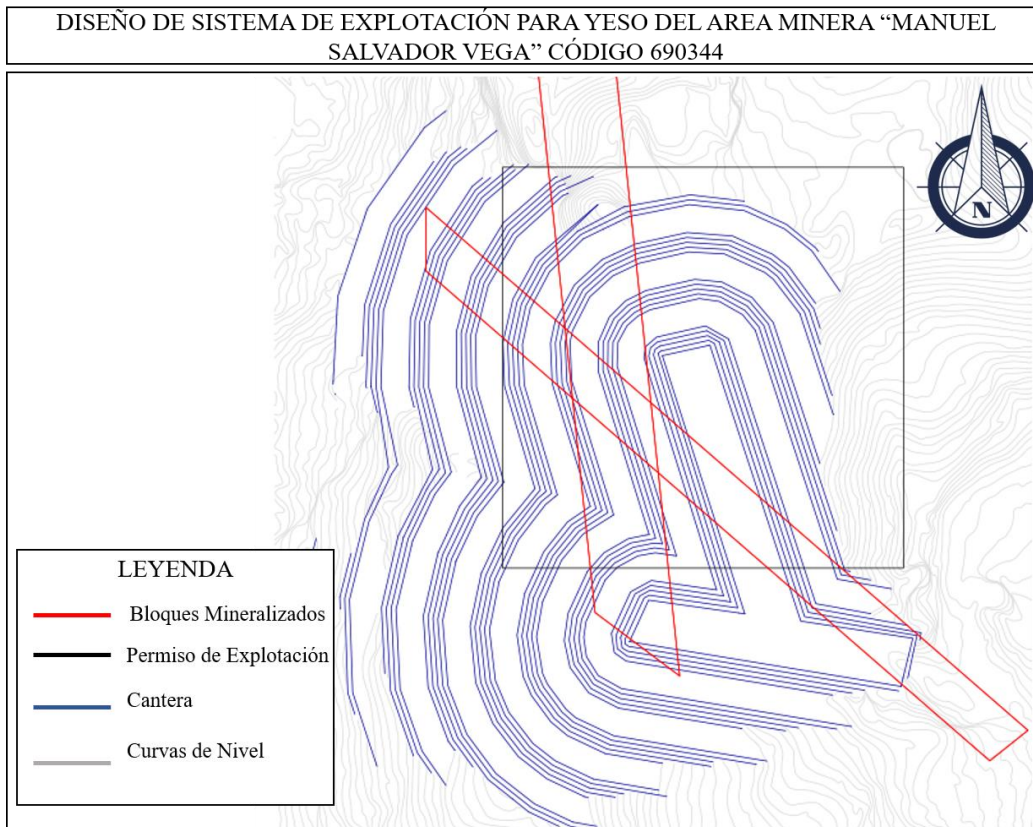 DISEÑO DE SISTEMA DE EXPLOTACIÓN PARA YESO DEL AREA MINERA “MANUEL
SALVADOR VEGA” CÓDIGO 690344
N
LEYENDA
Bloques Mineralizados
Permiso de Explotación
Cantera
Curvas de Nivel